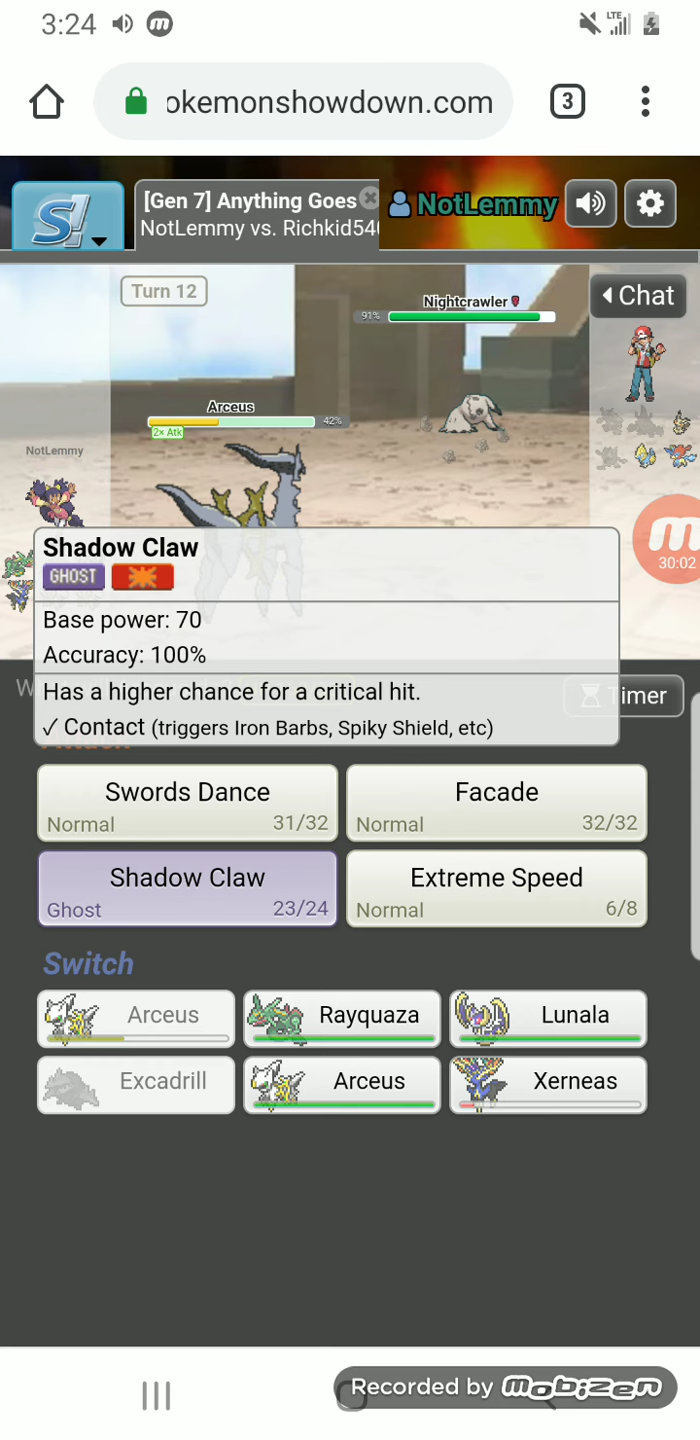 3:24
LTE
okemonshowdown.com
3
S!
[Gen 7] Anything Goes
NotLemmy vs. Richkid540
NotLemmy
Turn 12
Nightcrawler
91%
Chat
Arceus
42%
2× Atk
NotLemmy
Shadow Claw
GHOST
Base power: 70
Accuracy: 100%
Has a higher chance for a critical hit.
✓ Contact (triggers Iron Barbs, Spiky Shield, etc)
30:02
Timer
Swords Dance
Normal 31/32
Facade
Normal 32/32
Shadow Claw
Ghost 23/24
Extreme Speed
Normal 6/8
Switch
Arceus
Rayquaza
Lunala
Excadrill
Arceus
Xerneas
Recorded by mobizen